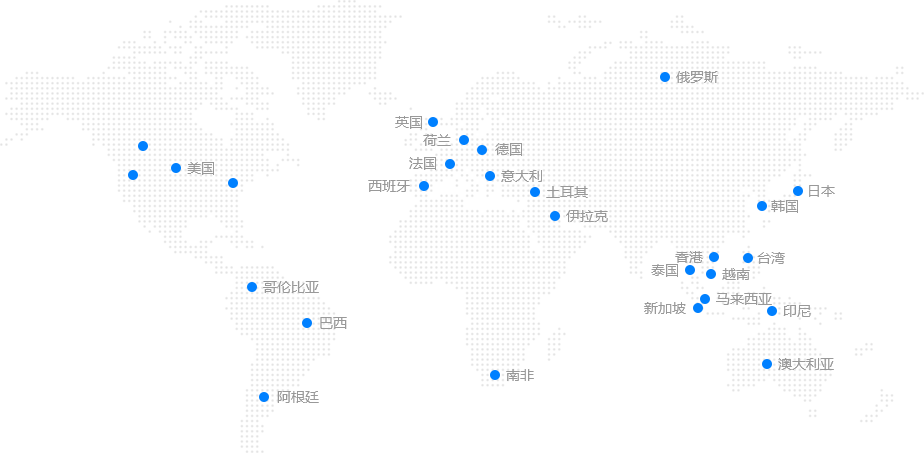 俄罗斯
英国
荷兰
德国
法国
美国
意大利
西班牙
土耳其
日本
韩国
伊拉克
香港
台湾
泰国
越南
哥伦比亚
马来西亚
新加坡
印尼
巴西
澳大利亚
南非
阿根廷